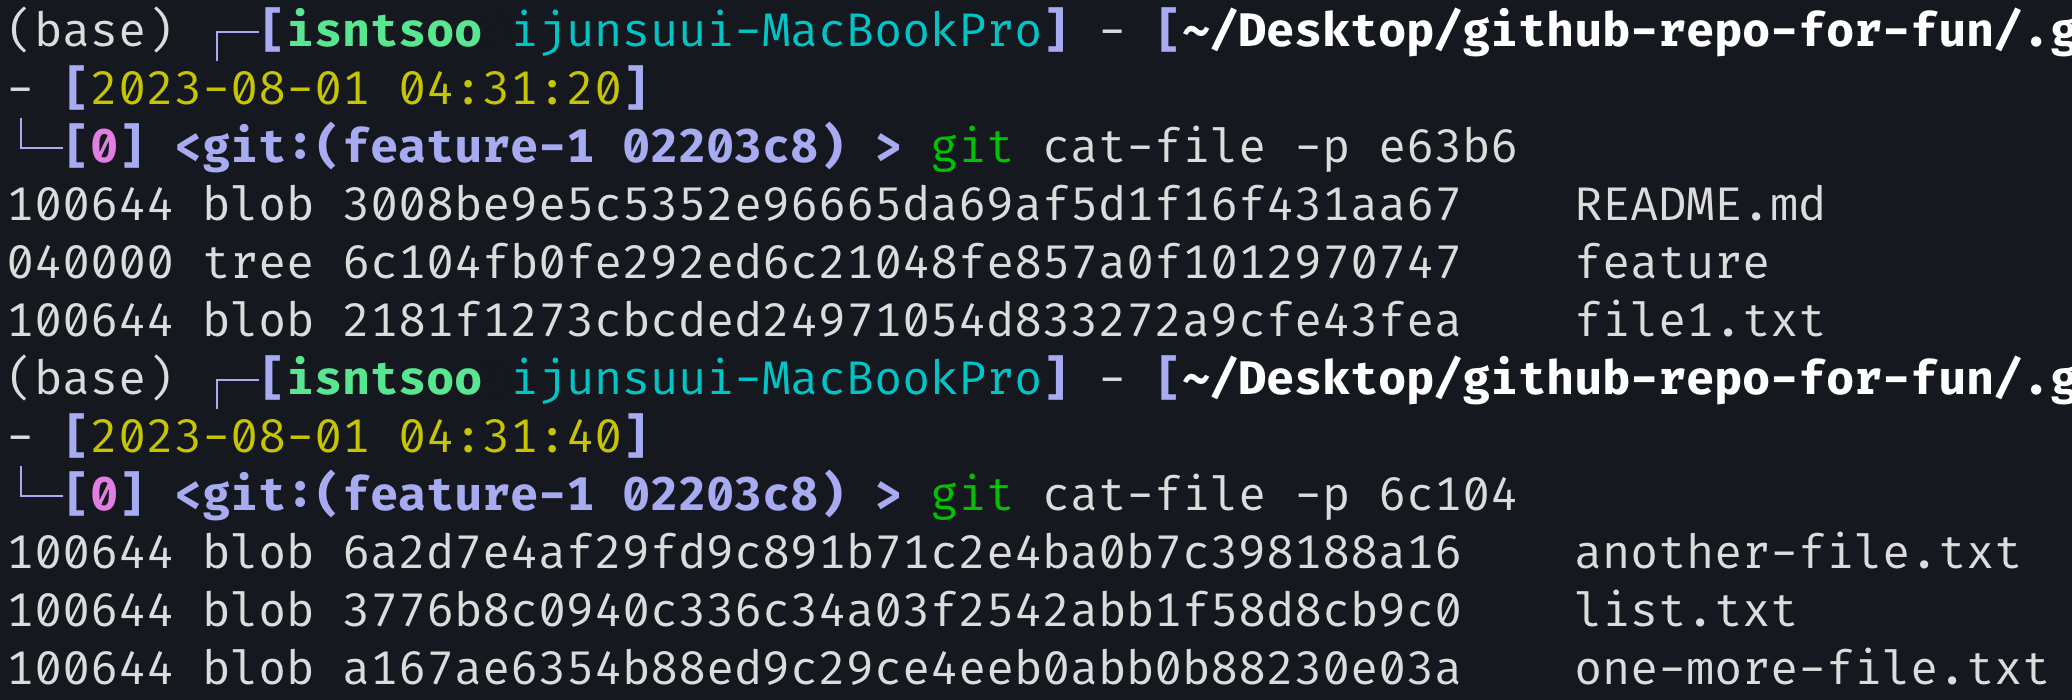 (base) ┌─[isntsoo ijunsuui-MacBookPro] - [~/Desktop/github-repo-for-fun/.g
- [2023-08-01 04:31:20]
└─[0] <git:(feature-1 02203c8) > git cat-file -p e63b6
100644 blob 3008be9e5c5352e96665da69af5d1f16f431aa67    README.md
040000 tree 6c104fb0fe292ed6c21048fe857a0f1012970747    feature
100644 blob 2181f1273cbcded24971054d833272a9cfe43fea    file1.txt
(base) ┌─[isntsoo ijunsuui-MacBookPro] - [~/Desktop/github-repo-for-fun/.g
- [2023-08-01 04:31:40]
└─[0] <git:(feature-1 02203c8) > git cat-file -p 6c104
100644 blob 6a2d7e4af29fd9c891b71c2e4ba0b7c398188a16    another-file.txt
100644 blob 3776b8c0940c336c34a03f2542abb1f58d8cb9c0    list.txt
100644 blob a167ae6354b88ed9c29ce4eeb0abb0b88230e03a    one-more-file.txt